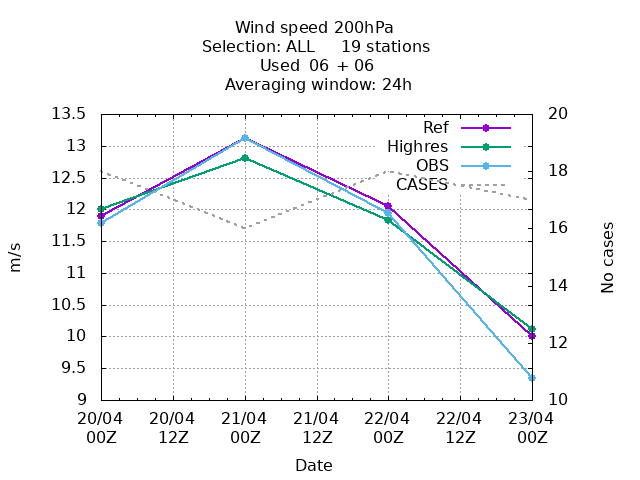 Wind speed 200hPa
Selection: ALL     19 stations
Used  06 + 06
Averaging window: 24h
13.5
13
12.5
12
11.5
11
10.5
10
9.5
9
m/s
20
18
16
14
12
10
No cases
Ref
Highres
OBS
CASES
20/04 20/04 21/04 21/04 22/04 22/04 23/04
00Z 12Z 00Z 12Z 00Z 12Z 00Z
Date